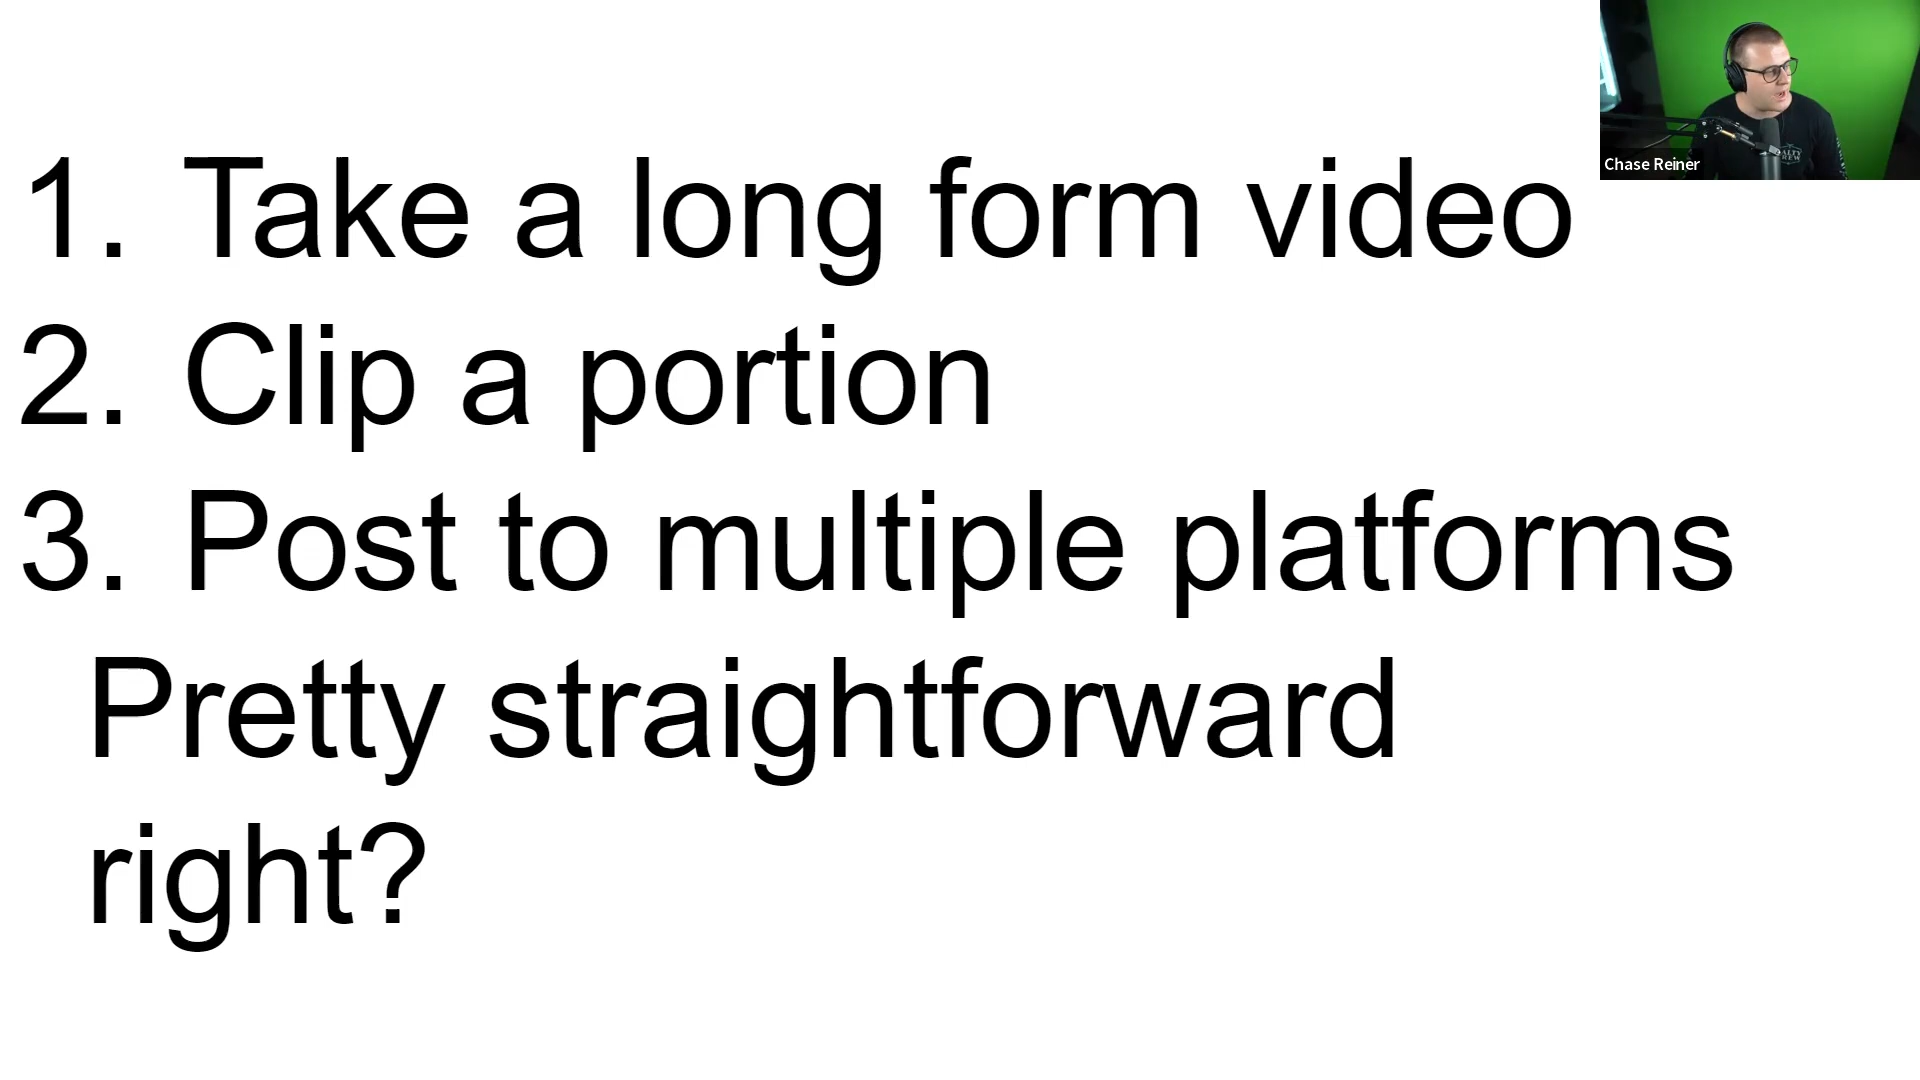 1. Take a long form video
2. Clip a portion
3. Post to multiple platforms
Pretty straightforward
right?
Chase Reiner